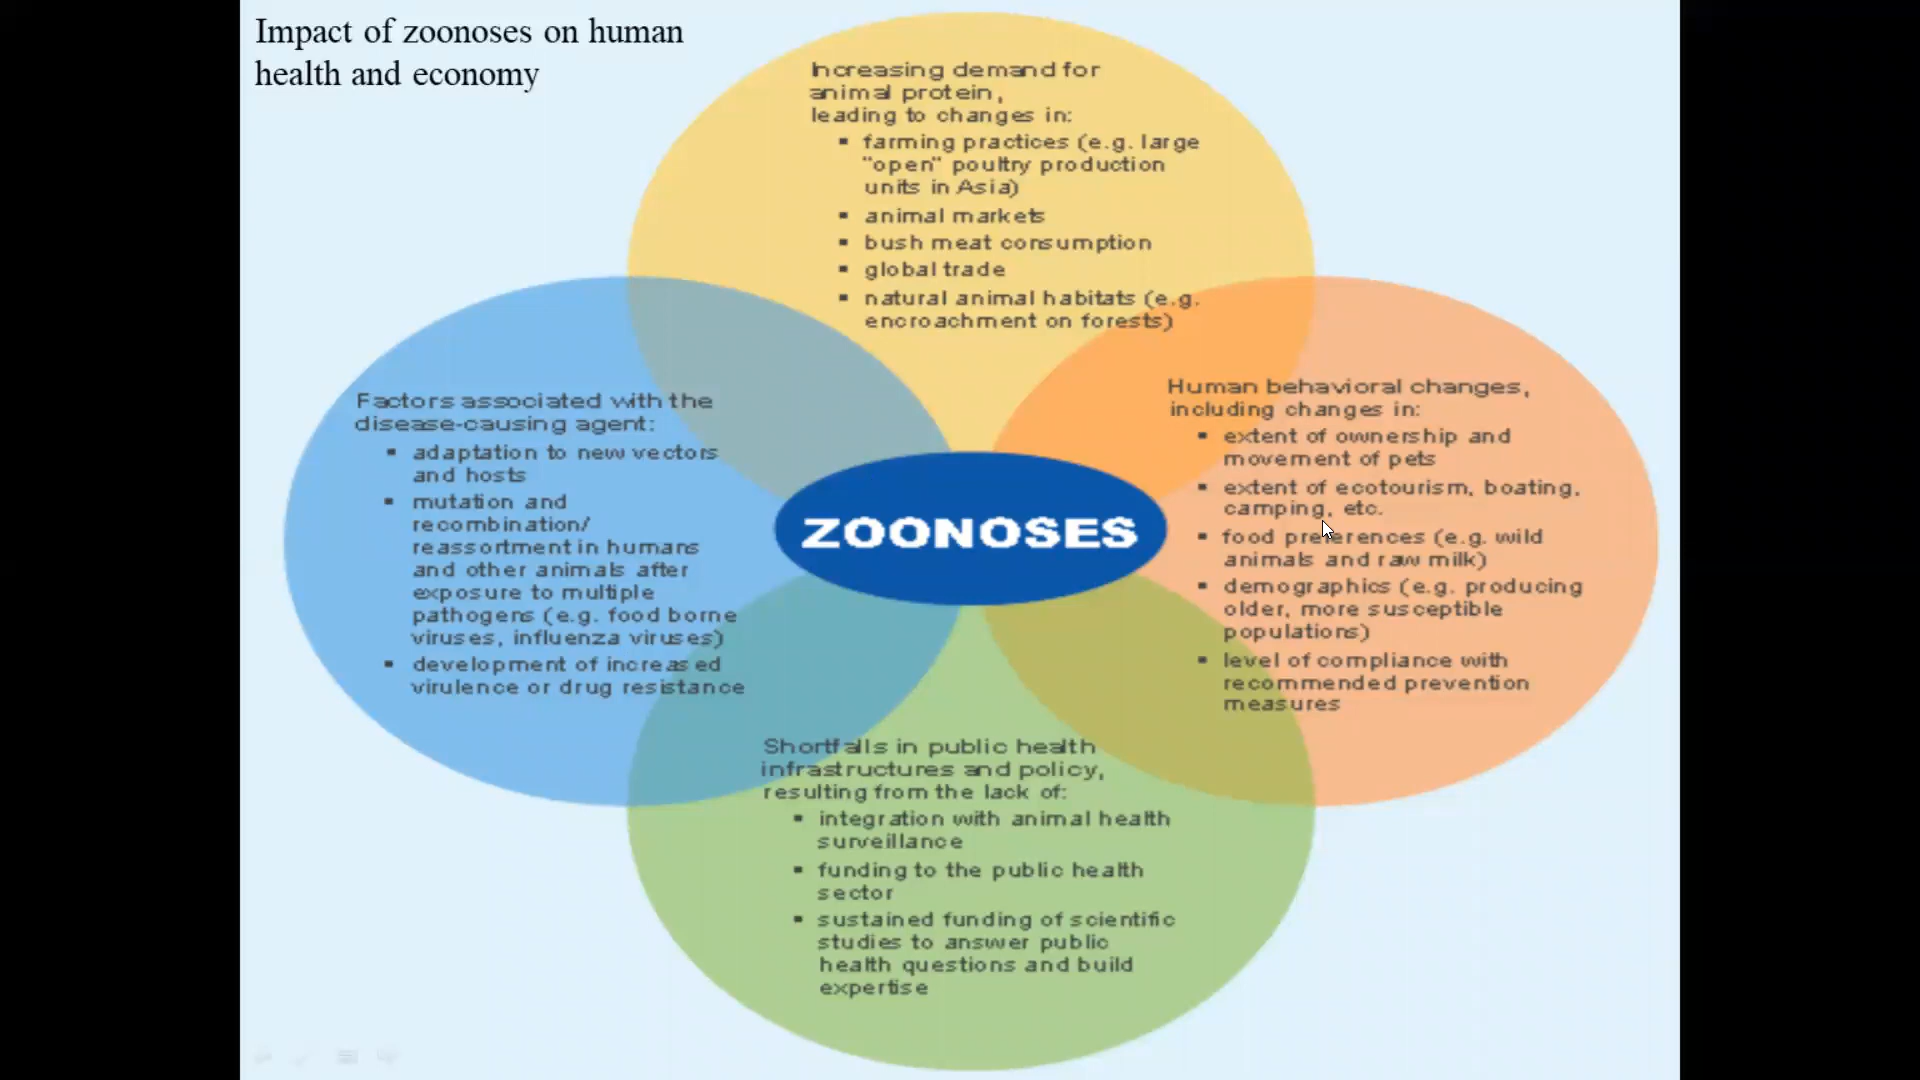 Impact of zoonoses on human
health and economy
Increasing demand for
animal protein,
leading to changes in:
▪ farming practices (e.g. large
"open" poultry production
units in Asia)
▪ animal markets
▪ bush meat consumption
▪ global trade
▪ natural animal habitats (e.g.
encroachment on forests)
Factors associated with the
disease-causing agent:
▪ adaptation to new vectors
and hosts
▪ mutation and
recombination/
reassortment in humans
and other animals after
exposure to multiple
pathogens (e.g. food borne
viruses, influenza viruses)
▪ development of increased
virulence or drug resistance
ZOONOSES
Human behavioral changes,
including changes in:
▪ extent of ownership and
movement of pets
▪ extent of ecotourism, boating,
camping, etc.
▪ food preferences (e.g. wild
animals and raw milk)
▪ demographics (e.g. producing
older, more susceptible
populations)
▪ level of compliance with
recommended prevention
measures
Shortfalls in public health
infrastructures and policy,
resulting from the lack of:
▪ integration with animal health
surveillance
▪ funding to the public health
sector
▪ sustained funding of scientific
studies to answer public
health questions and build
expertise